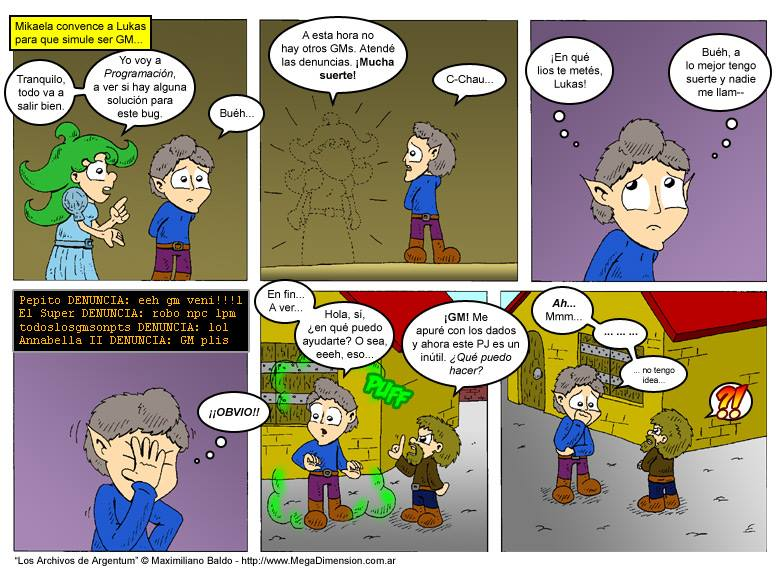 Mikaela convence a Lukas
para que simule ser GM...
Tranquilo,
todo va a
salir bien.
Yo voy a
Programación,
a ver si hay alguna
solución para
este bug.
Buéh...
A esta hora no
hay otros GMs. Atendé
las denuncias. ¡Mucha
suerte!
C-Chau...
¡En qué
lios te metés,
Lukas!
Buéh, a
lo mejor tengo
suerte y nadie
me llam--
Pepito DENUNCIA: eeh gm veni!!!1
El Super DENUNCIA: robo npc lpm
todoslosgmsonpts DENUNCIA: lol
Annabella II DENUNCIA: GM plis
¡¡OBVIO!!
En fin...
A ver...
Hola, sí,
¿en qué puedo
ayudarte? O sea,
eeeh, eso...
PUFF
¡GM! Me
apuré con los dados
y ahora este PJ es un
inútil. ¿Qué puedo
hacer?
Ah...
Mmm...
... ... ...
... no tengo
idea...
?!
"Los Archivos de Argentum" © Maximiliano Baldo - http://www.MegaDimension.com.ar